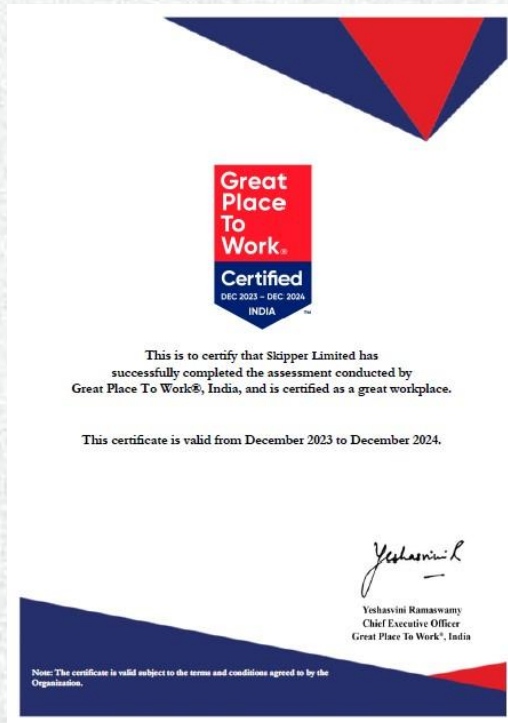 Great
Place
To
Work®
Certified
DEC 2023 – DEC 2024
INDIA
™
This is to certify that Skipper Limited has
successfully completed the assessment conducted by
Great Place To Work®, India, and is certified as a great workplace.
This certificate is valid from December 2023 to December 2024.
Yeshasvini R
Yeshasvini Ramaswamy
Chief Executive Officer
Great Place To Work®, India
Note: The certificate is valid subject to the terms and conditions agreed to by the
Organization.